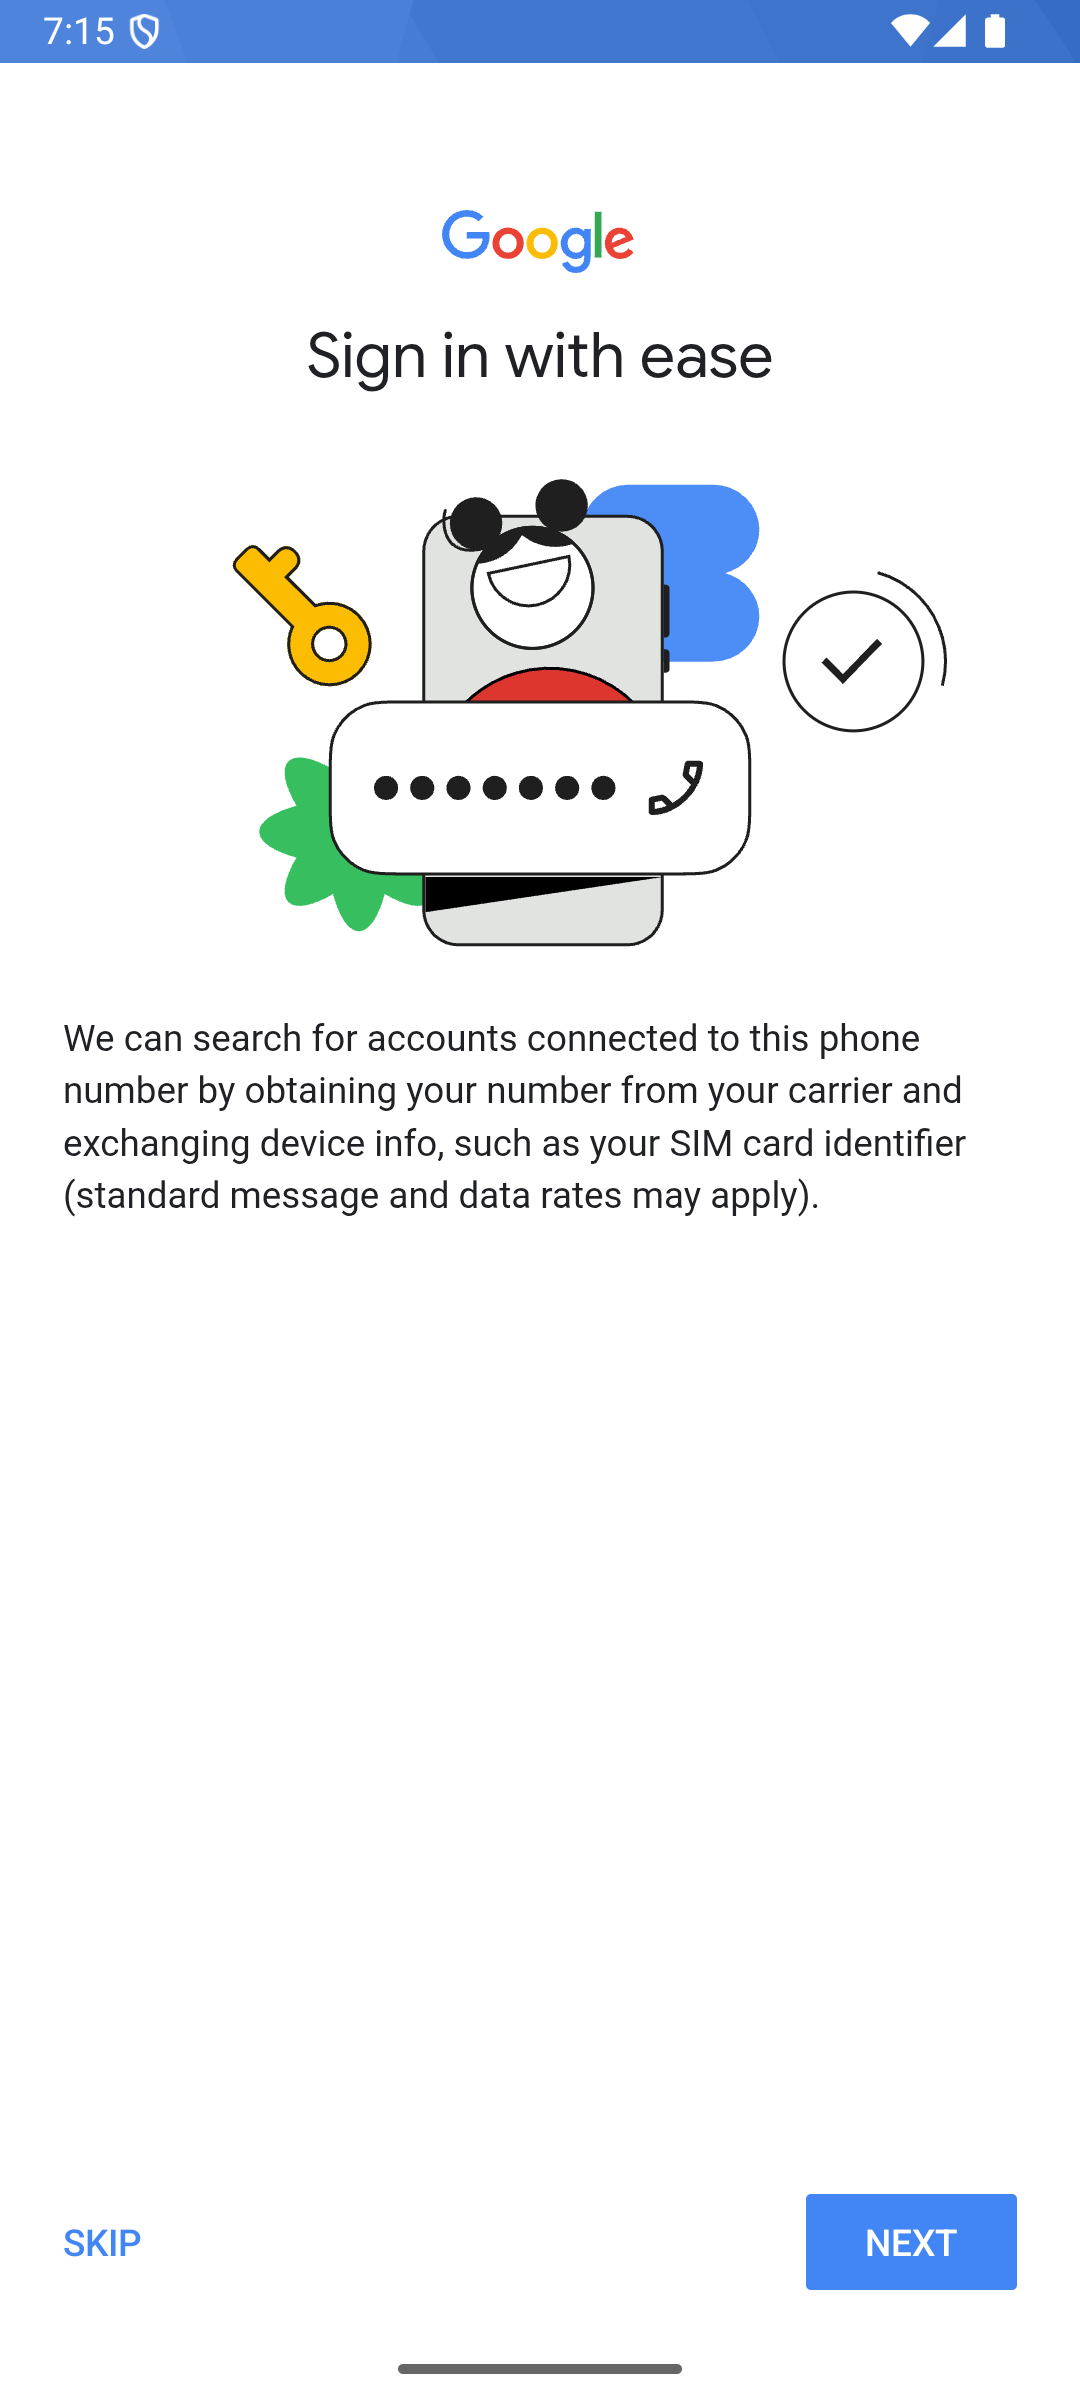 7:15
Google
Sign in with ease
We can search for accounts connected to this phone
number by obtaining your number from your carrier and
exchanging device info, such as your SIM card identifier
(standard message and data rates may apply).
SKIP
NEXT